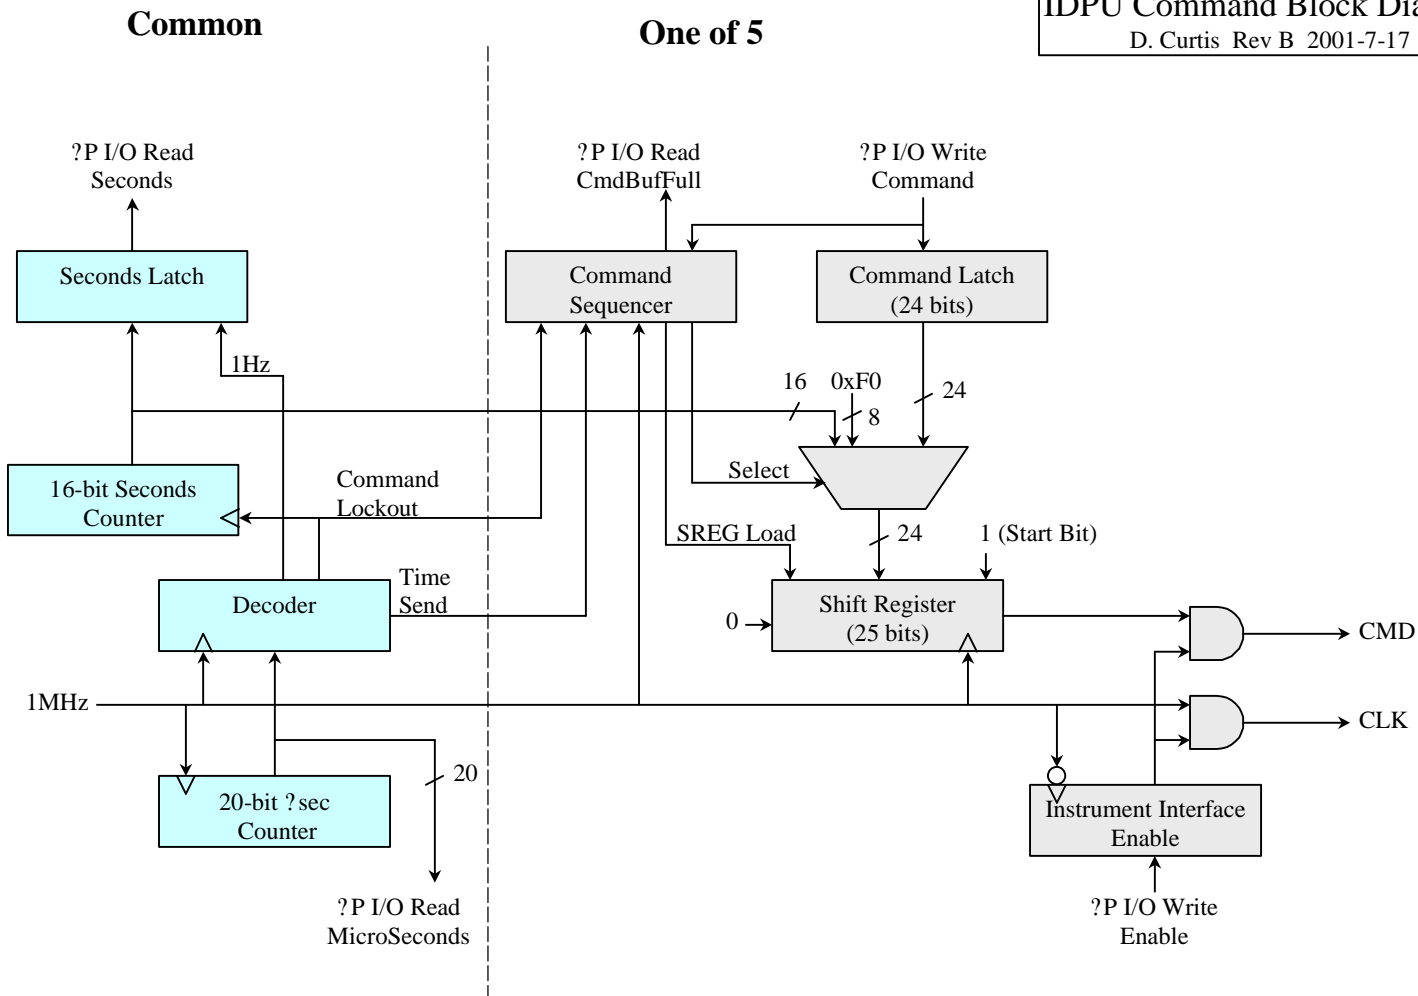 Common
One of 5
IDPU Command Block Dia
D. Curtis Rev B 2001-7-17
?P I/O Read
Seconds
?P I/O Read
CmdBufFull
?P I/O Write
Command
Seconds Latch
Command
Sequencer
Command Latch
(24 bits)
1Hz
16
0xF0
8
24
16-bit Seconds
Counter
Command
Lockout
Select
SREG Load
24
1 (Start Bit)
Decoder
Time
Send
0
Shift Register
(25 bits)
CMD
1MHz
CLK
20
20-bit ?sec
Counter
Instrument Interface
Enable
?P I/O Read
MicroSeconds
?P I/O Write
Enable